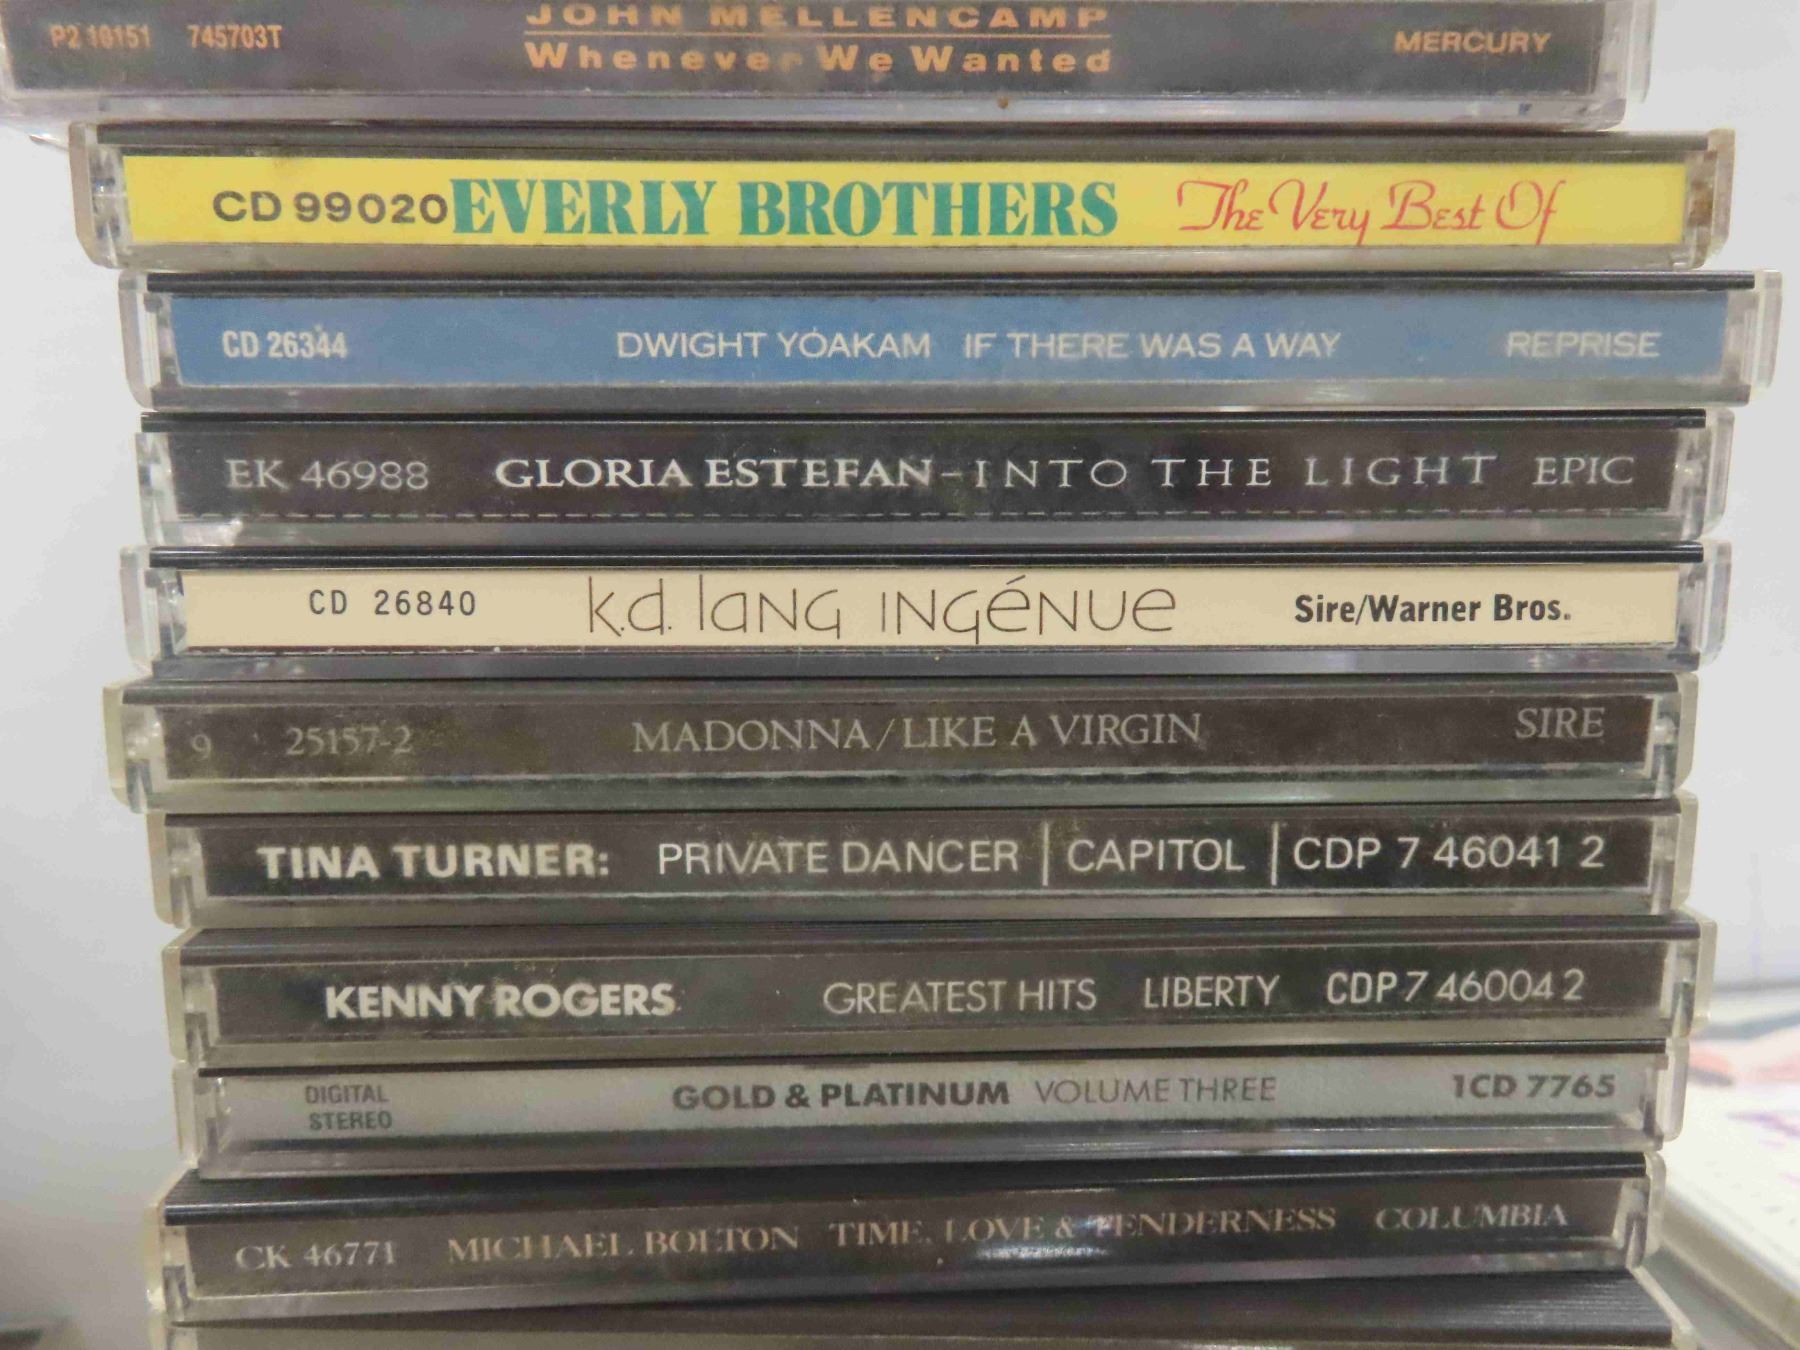 P2 10151 745703T JOHN MELLENCAMP MERCURY
Whenever We Wanted
CD 99020 EVERLY BROTHERS The Very Best Of
CD 26344 DWIGHT YOAKAM IF THERE WAS A WAY REPRISE
EK 46988 GLORIA ESTEFAN-INTO THE LIGHT EPIC
CD 26840 k.d. lang ingénue Sire/Warner Bros.
9 25157-2 MADONNA/LIKE A VIRGIN SIRE
TINA TURNER: PRIVATE DANCER | CAPITOL | CDP 7 46041 2
KENNY ROGERS GREATEST HITS LIBERTY CDP 7 46004 2
DIGITAL STEREO GOLD & PLATINUM VOLUME THREE 1CD 7765
CK 46771 MICHAEL BOLTON TIME, LOVE & TENDERNESS COLUMBIA